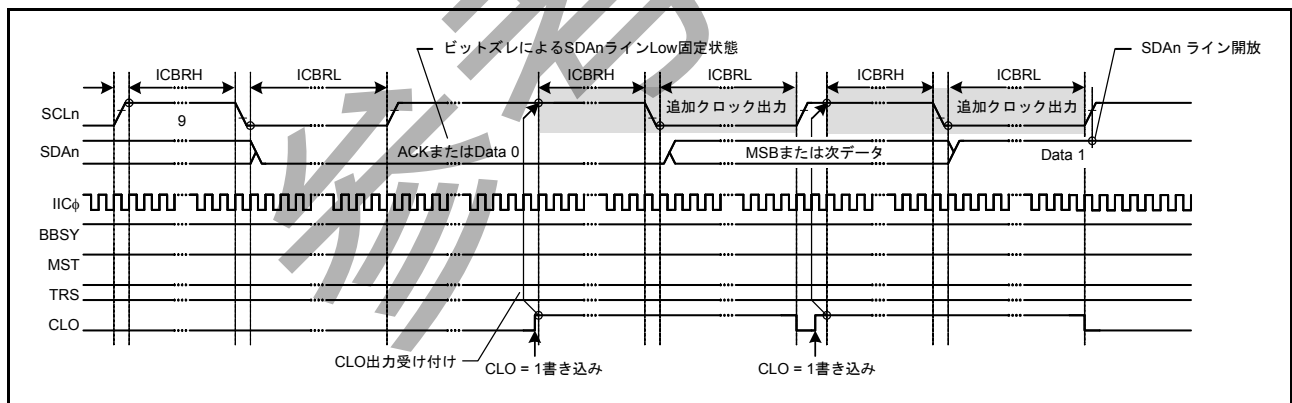 ビットズレによるSDAnラインLow固定状態
SDAn ライン開放
ICBRH
ICBRL
ICBRH
ICBRL
ICBRH
ICBRL
SCLn
9
追加クロック出力
追加クロック出力
SDAn
ACKまたはData 0
MSBまたは次データ
Data 1
IICφ
BBSY
MST
TRS
CLO
CLO出力受け付け
CLO = 1書き込み
CLO = 1書き込み